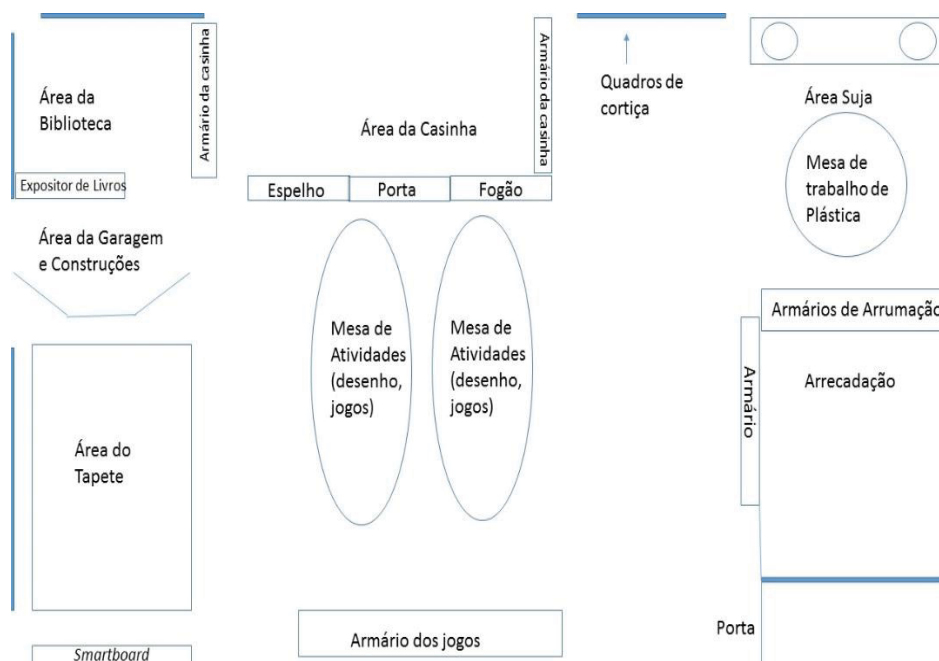 Área da
Biblioteca
Armário da casinha
Expositor de Livros
Área da Garagem
e Construções
Área do
Tapete
Smartboard
Área da Casinha
Armário da casinha
Espelho
Porta
Fogão
Mesa de
Atividades
(desenho,
jogos)
Mesa de
Atividades
(desenho,
jogos)
Armário dos jogos
Quadros de
cortiça
Área Suja
Mesa de
trabalho de
Plástica
Armários de Arrumação
Armário
Arrecadação
Porta